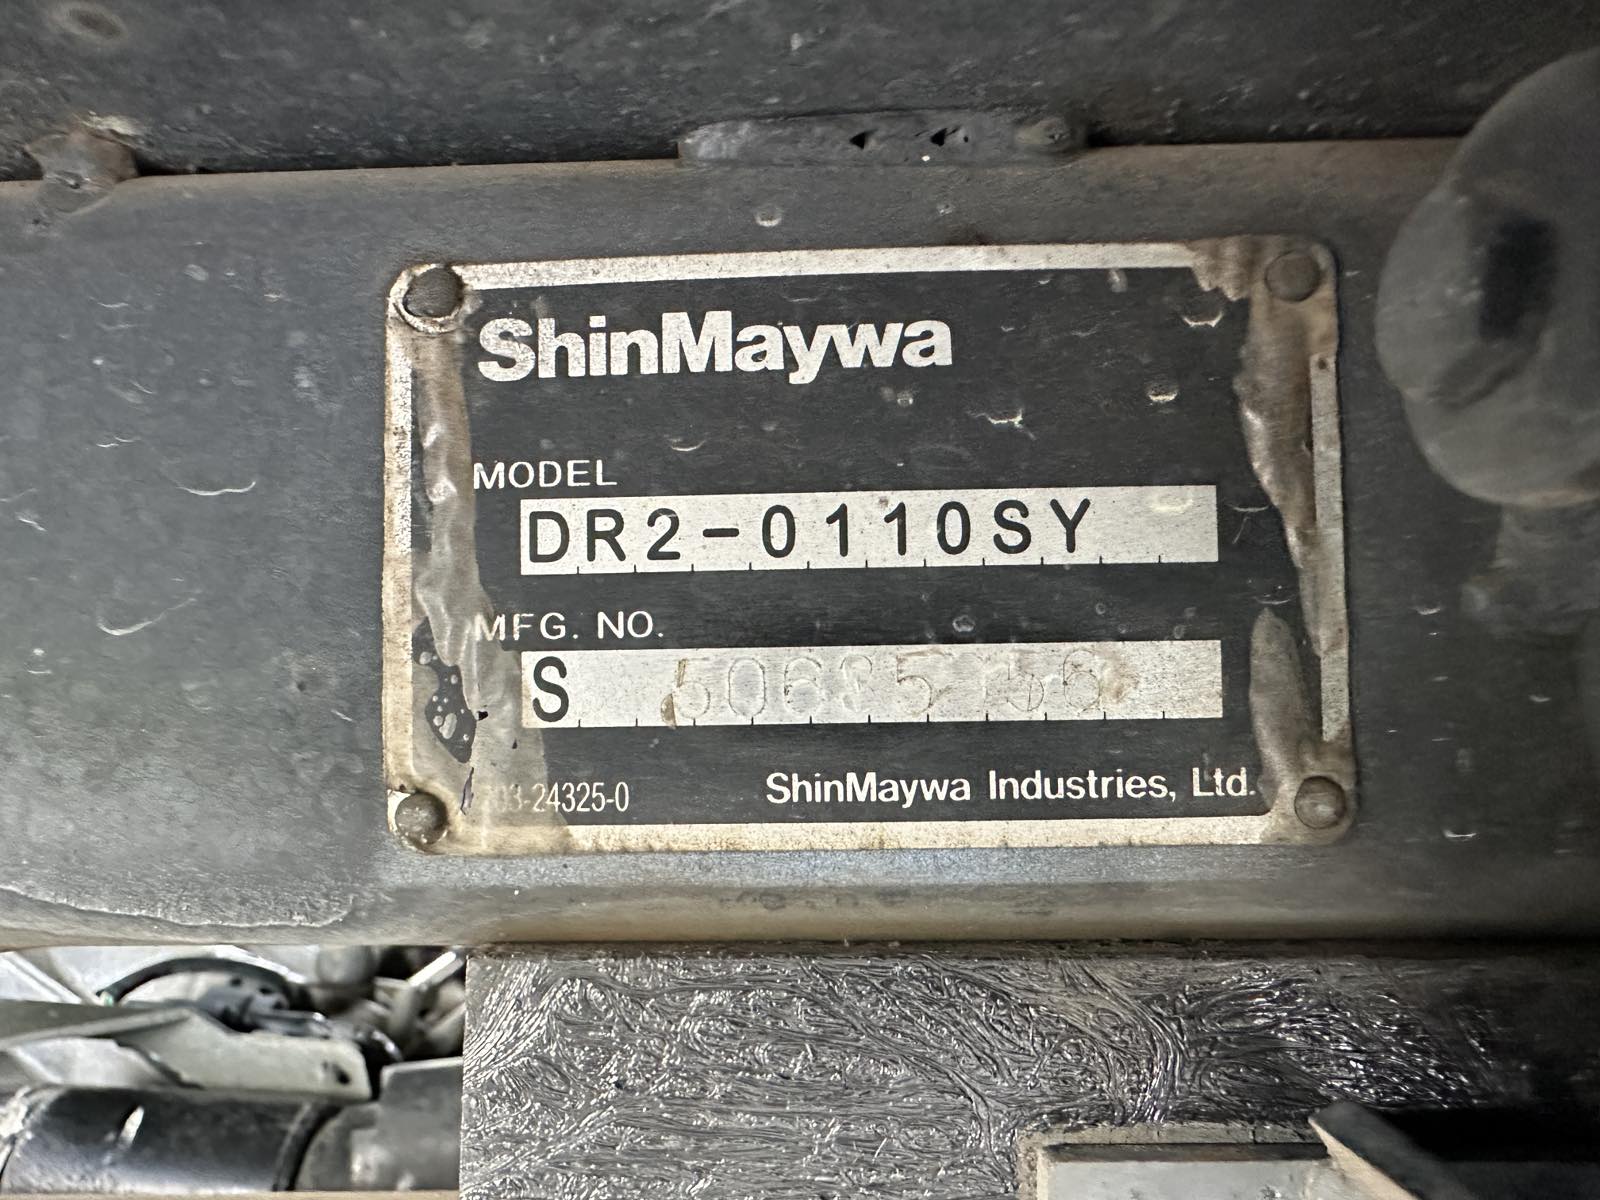 ShinMaywa
MODEL
DR2-0110SY
MFG. NO.
S
ShinMaywa Industries, Ltd.